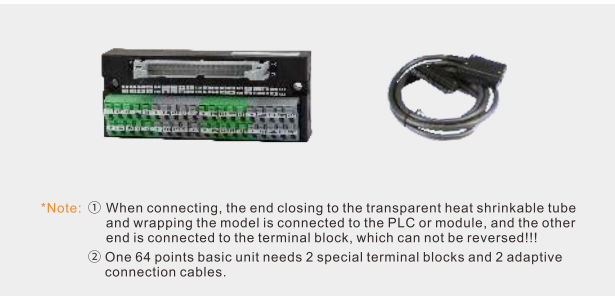 *Note: ① When connecting, the end closing to the transparent heat shrinkable tube
and wrapping the model is connected to the PLC or module, and the other
end is connected to the terminal block, which can not be reversed!!!
② One 64 points basic unit needs 2 special terminal blocks and 2 adaptive
connection cables.